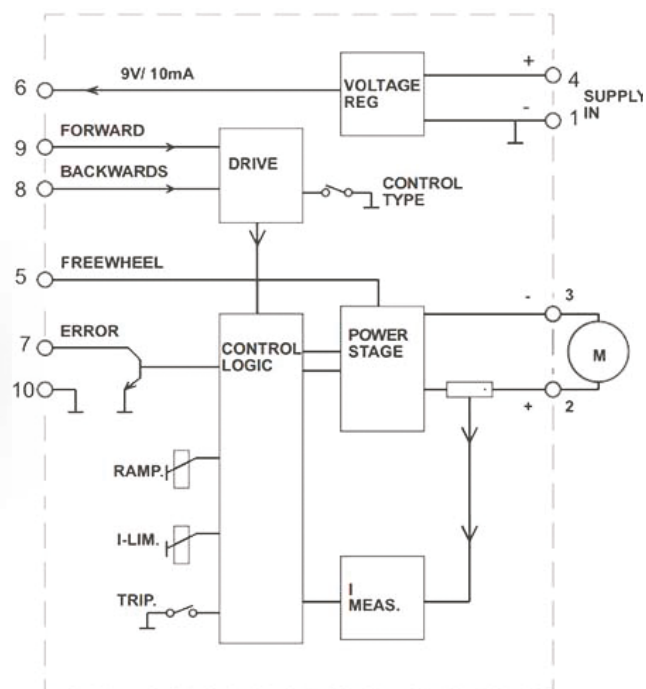 6
9V/ 10mA
VOLTAGE
REG
+
4
SUPPLY
IN
-
1
9
FORWARD
8
BACKWARDS
DRIVE
CONTROL
TYPE
5
FREEWHEEL
7
ERROR
10
CONTROL
LOGIC
POWER
STAGE
-
3
M
+
2
RAMP.
I-LIM.
TRIP.
I
MEAS.